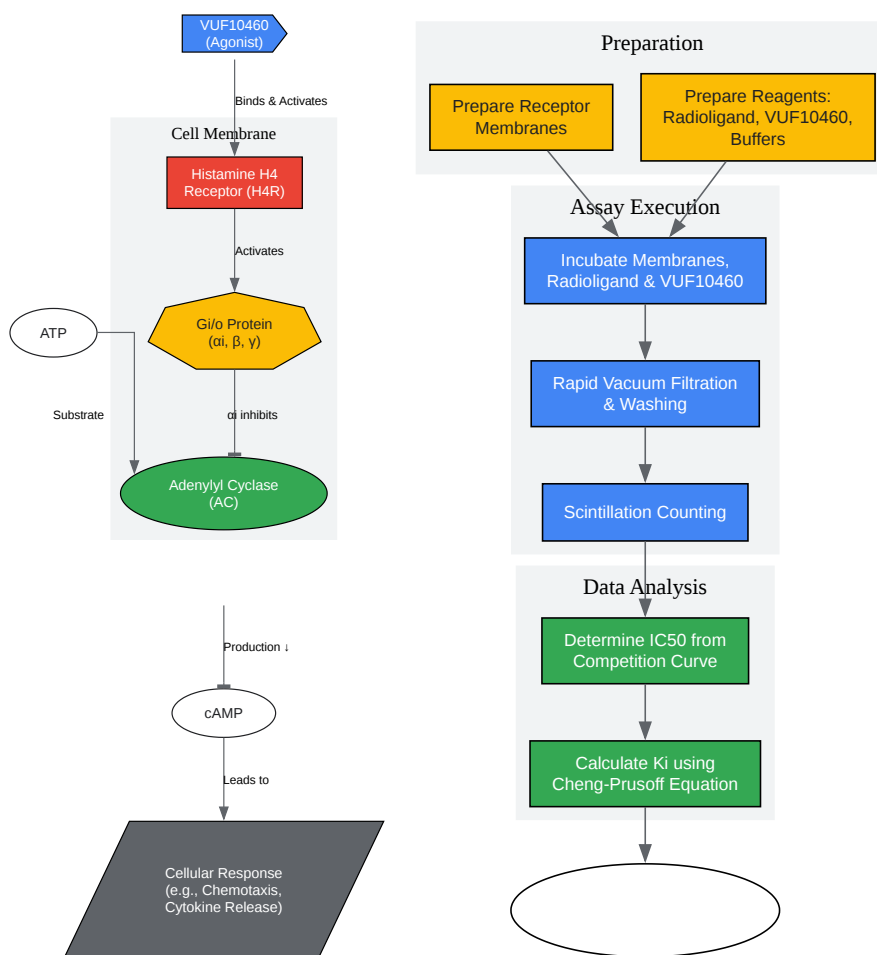 VUF10460
(Agonist)
Binds & Activates
Cell Membrane
Histamine H4
Receptor (H4R)
Activates
Gi/o Protein
(αi, β, γ)
ATP
Substrate
αi inhibits
Adenylyl Cyclase
(AC)
Production ↓
cAMP
Leads to
Cellular Response
(e.g., Chemotaxis,
Cytokine Release)
Preparation
Prepare Receptor
Membranes
Prepare Reagents:
Radioligand, VUF10460,
Buffers
Assay Execution
Incubate Membranes,
Radioligand & VUF10460
Rapid Vacuum Filtration
& Washing
Scintillation Counting
Data Analysis
Determine IC50 from
Competition Curve
Calculate Ki using
Cheng-Prusoff Equation